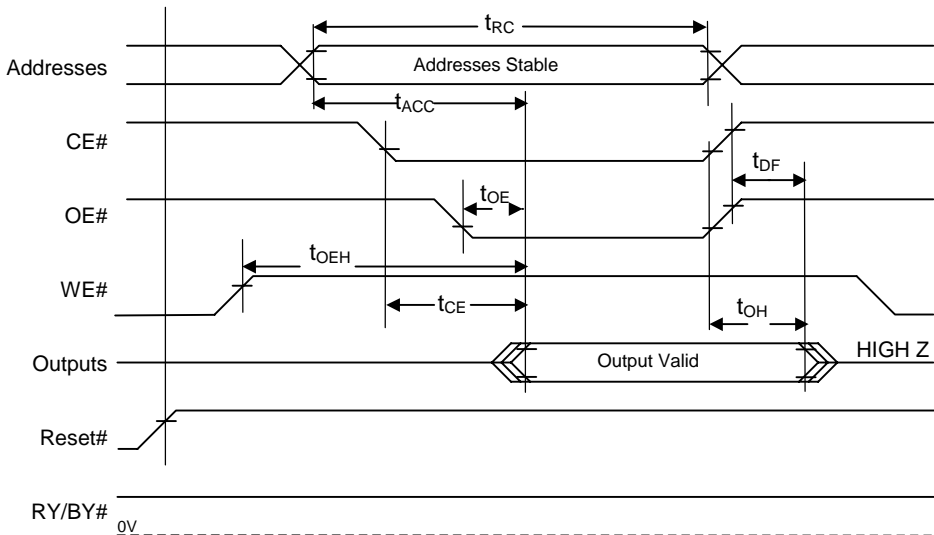 tRC
Addresses
Addresses Stable
tACC
CE#
tDF
tOE
OE#
tOEH
WE#
tCE
tOH
HIGH Z
Outputs
Output Valid
Reset#
RY/BY#
0V